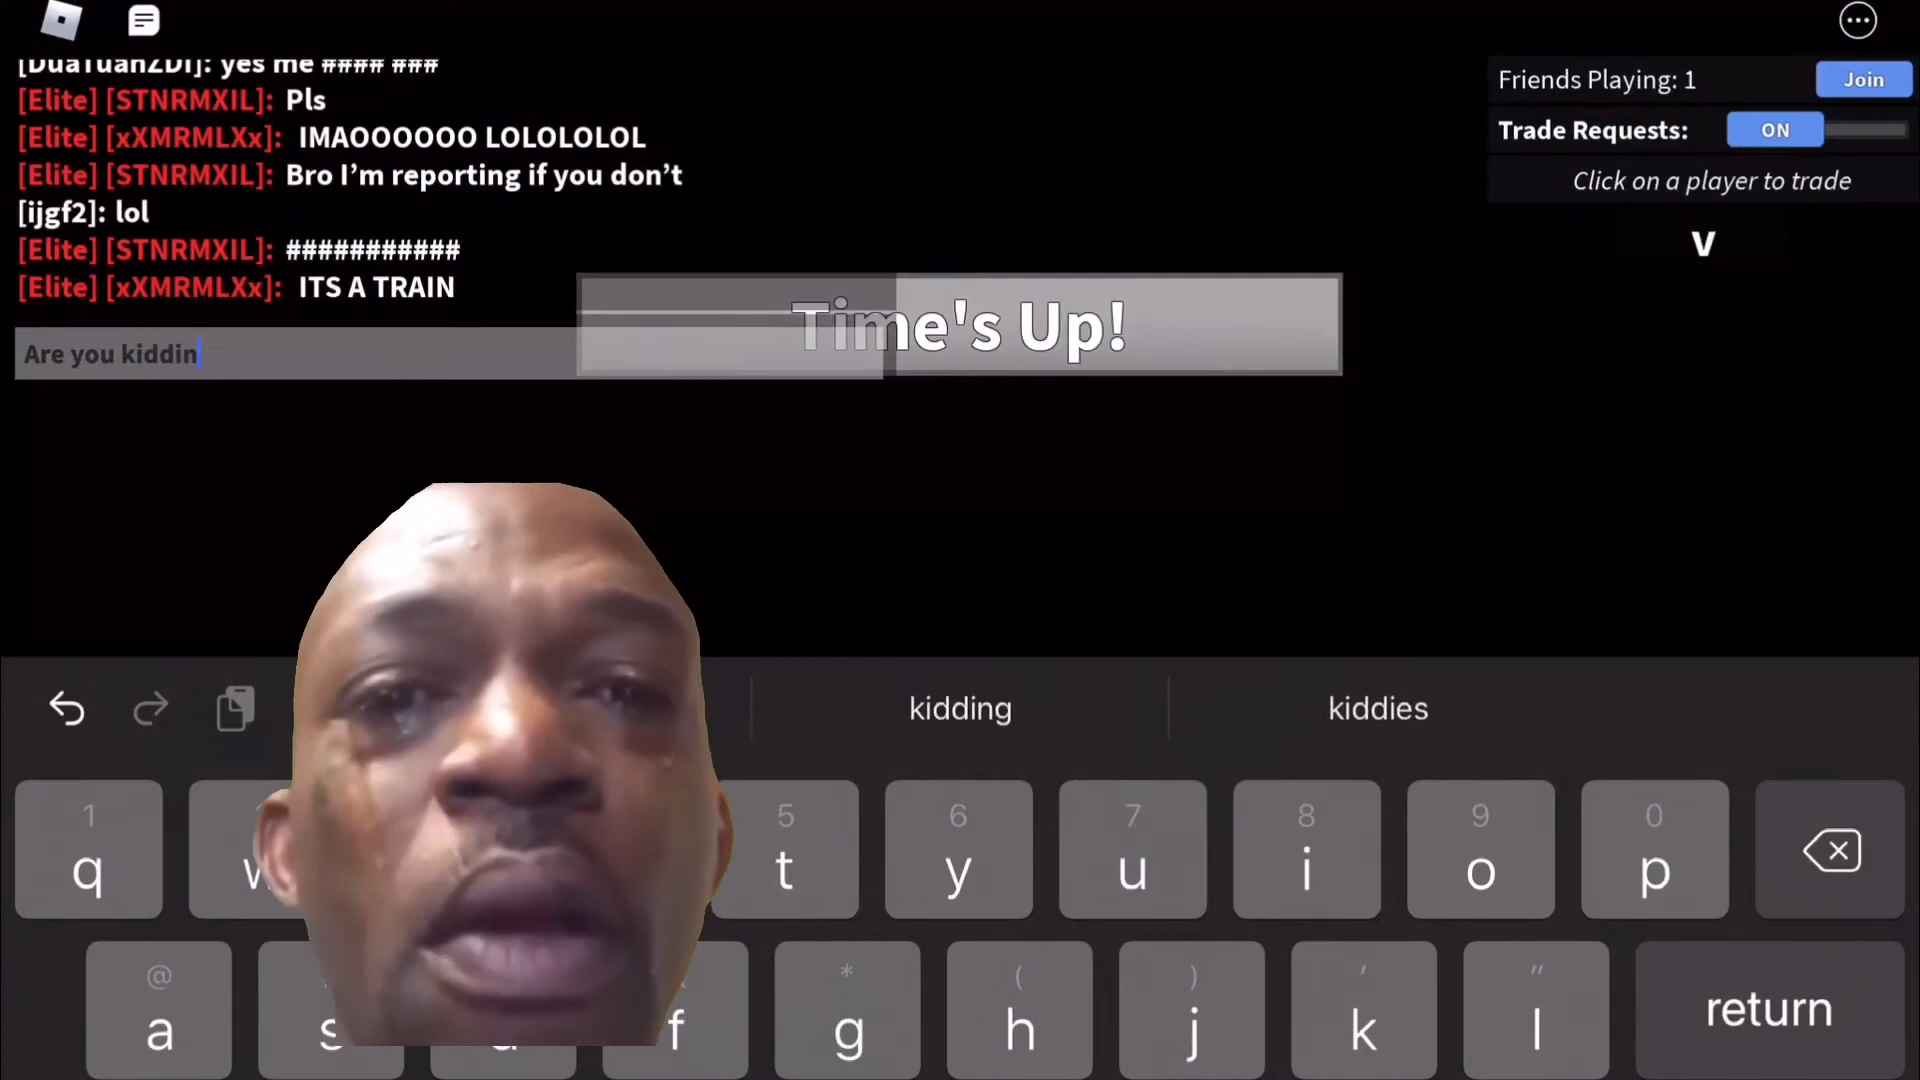 [DuaTuanZDI]: yes me #### ###
[Elite] [STNRMXIL]: Pls
[Elite] [xXMRMLXx]: IMAOOOOOO LOLOLOLOL
[Elite] [STNRMXIL]: Bro I’m reporting if you don’t
[ijgf2]: lol
[Elite] [STNRMXIL]: ###########
[Elite] [xXMRMLXx]: ITS A TRAIN
Are you kiddin
Time's Up!
Friends Playing: 1 Join
Trade Requests: ON
Click on a player to trade
v
kidding kiddies
1 5 6 7 8 9 0
q w t y u i o p
@ * ( ) ' "
a s d f g h j k l return